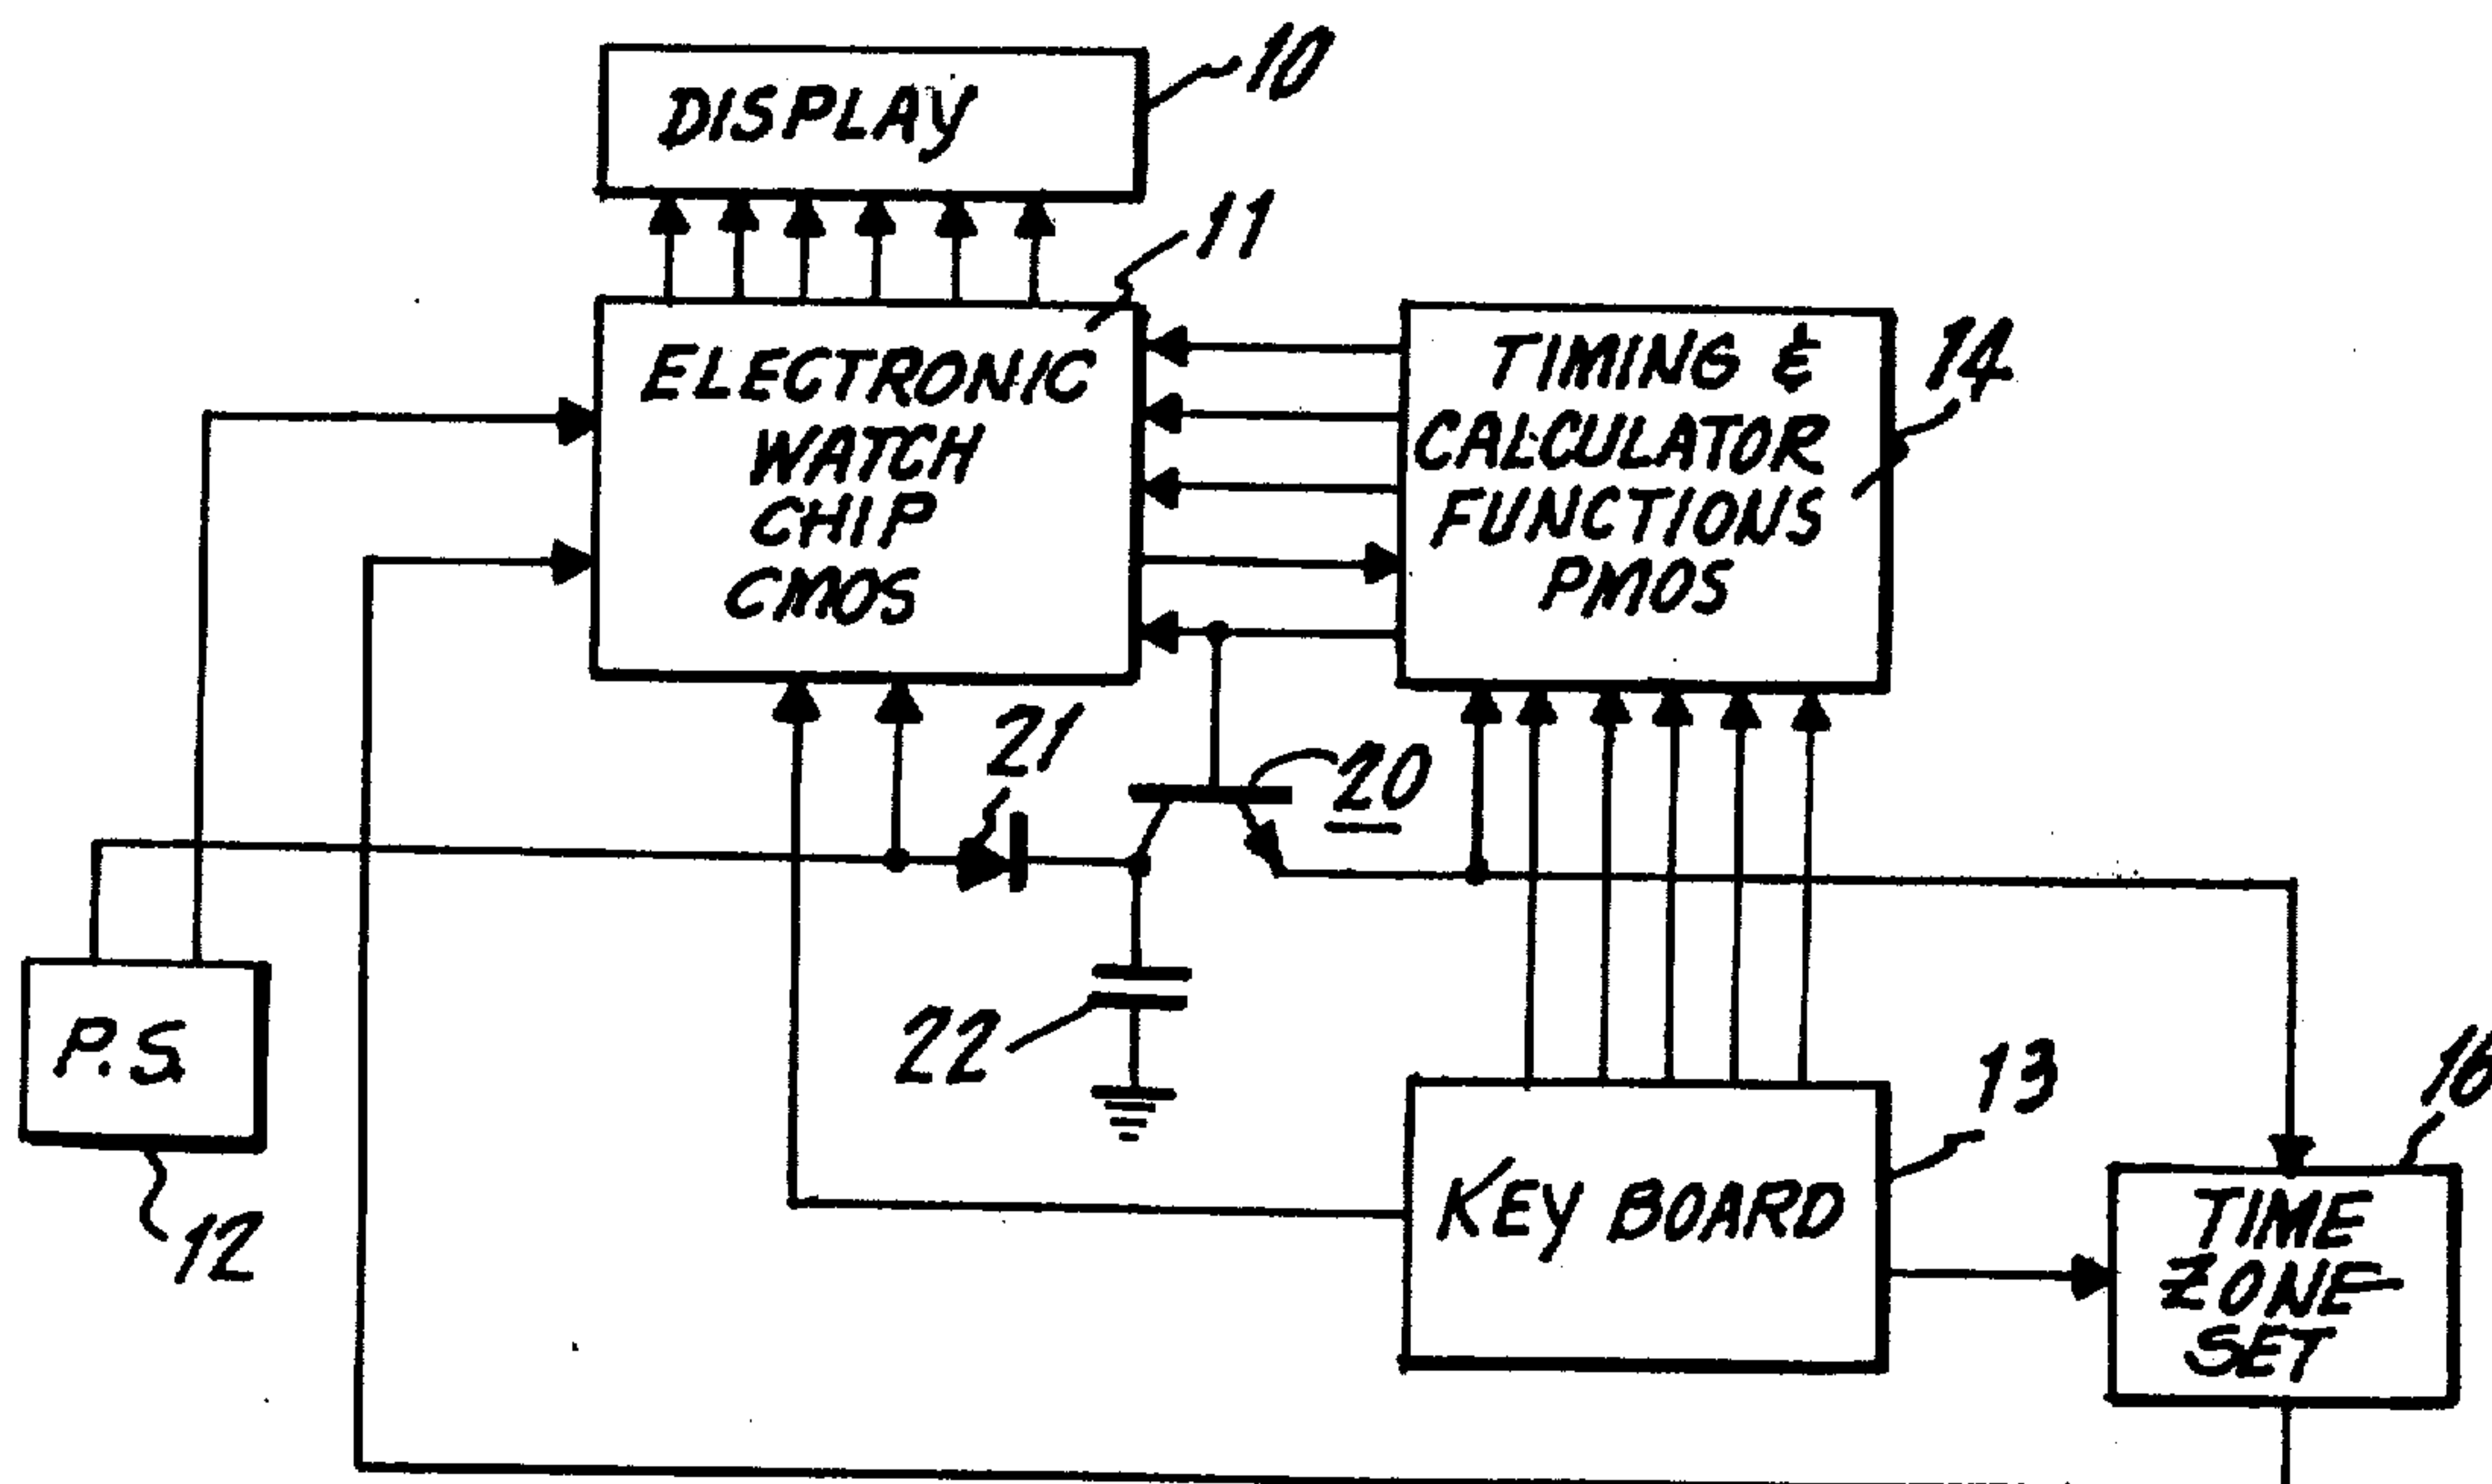 DISPLAY
10
11
ELECTRONIC
WATCH
CHIP
CMOS
TIMING &
CALCULATOR
FUNCTIONS
PMOS
14
21
20
P.S
12
22
KEY BOARD
13
TIME
ZONE
SET